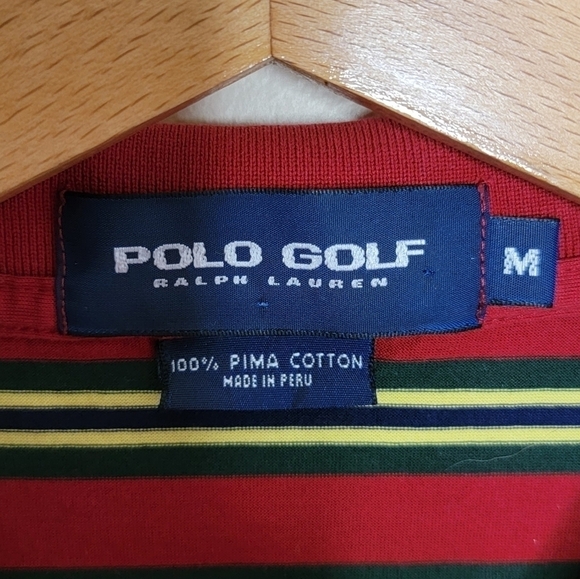 POLO GOLF
RALPH LAUREN
M
100% PIMA COTTON
MADE IN PERU